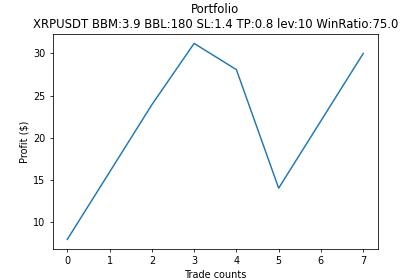 Portfolio
XRPUSDT BBM:3.9 BBL:180 SL:1.4 TP:0.8 lev:10 WinRatio:75.0
30
25
20
15
10
Profit ($)
0 1 2 3 4 5 6 7
Trade counts